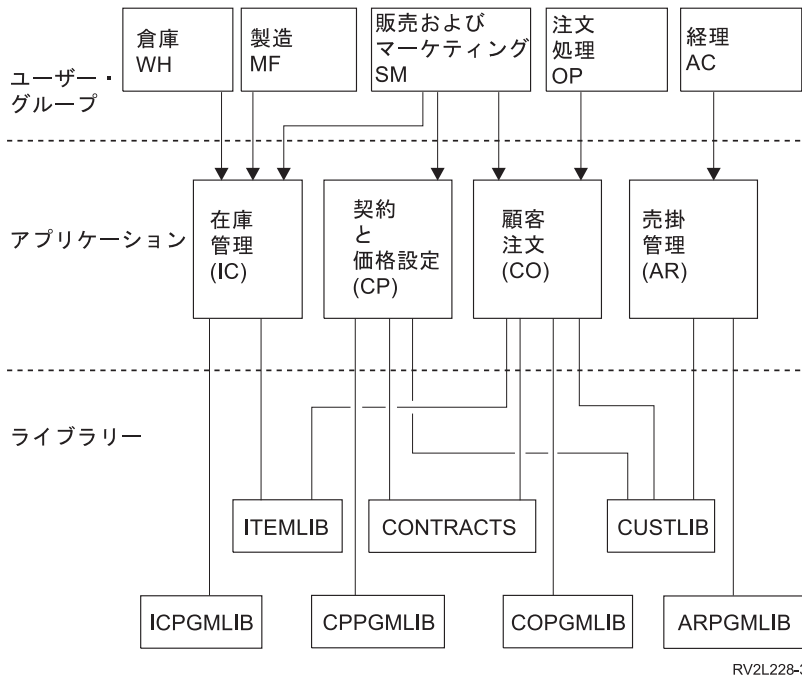 倉庫
WH
製造
MF
販売および
マーケティング
SM
注文
処理
OP
経理
AC
ユーザー・
グループ
アプリケーション
在庫
管理
(IC)
契約
と
価格設定
(CP)
顧客
注文
(CO)
売掛
管理
(AR)
ライブラリー
ITEMLIB
CONTRACTS
CUSTLIB
ICPGMLIB
CPPGMLIB
COPGMLIB
ARPGMLIB
RV2L228-3